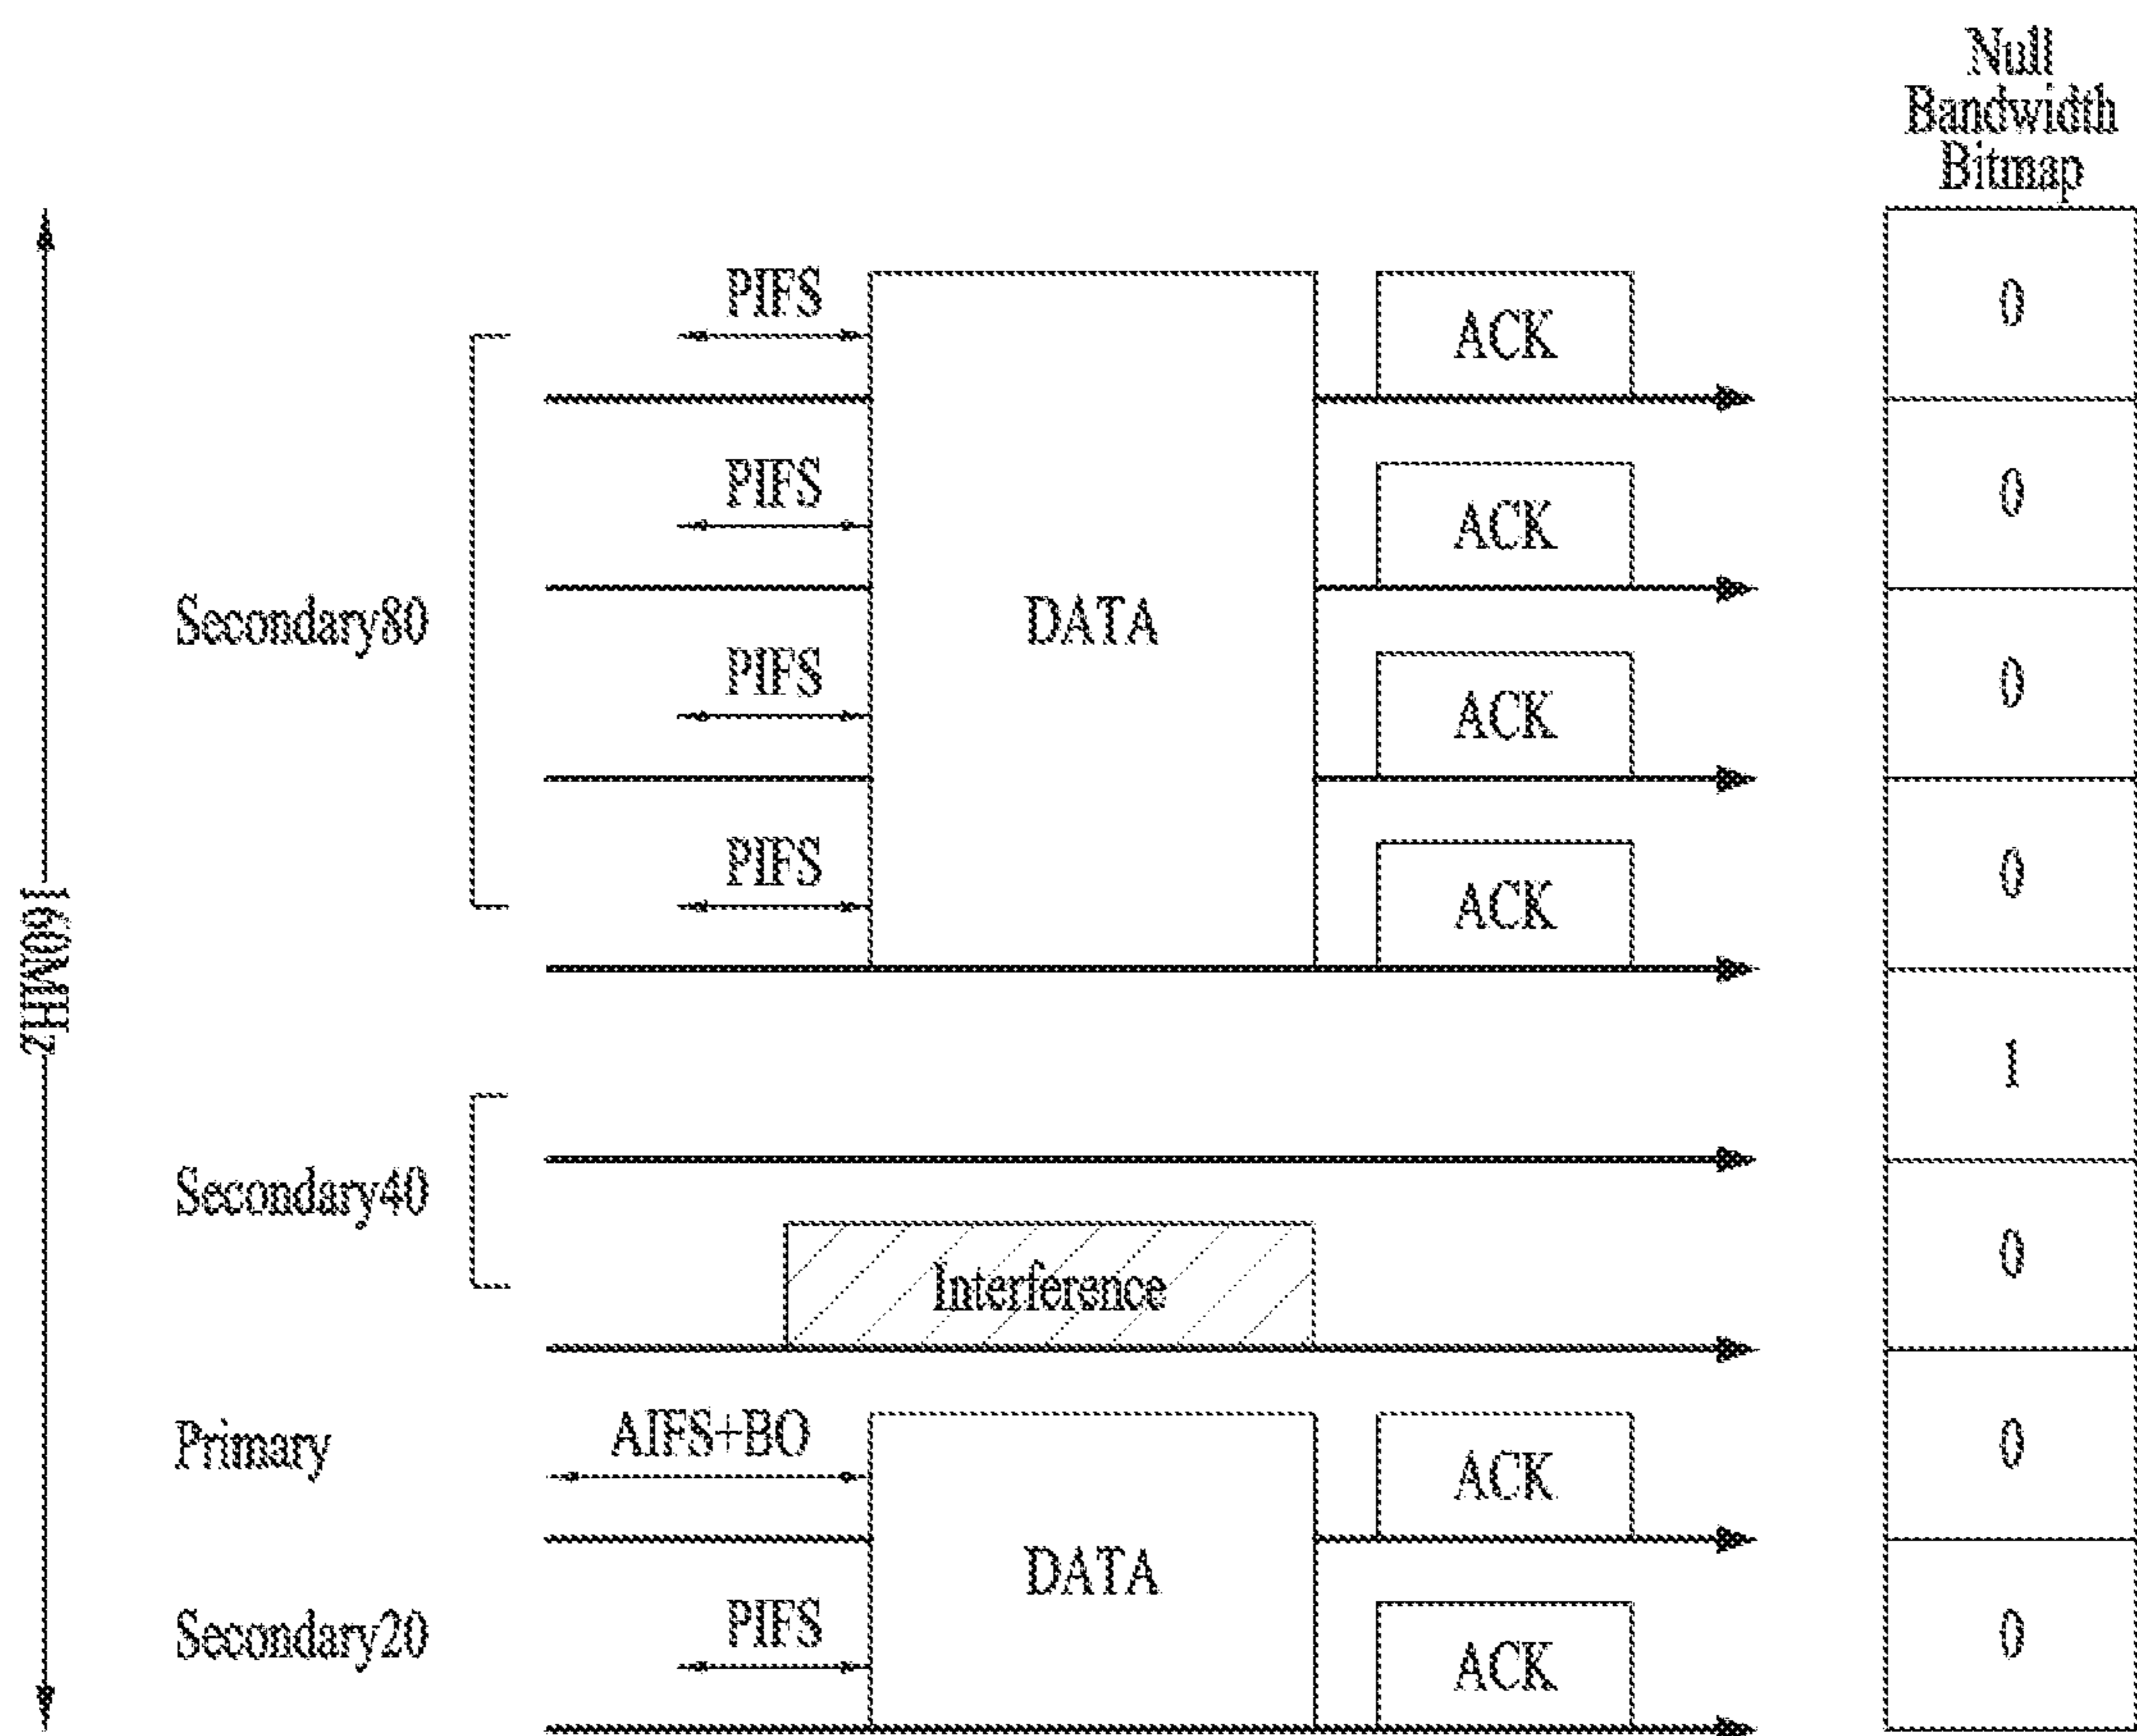 Null
Bandwidth
Bitmap
PIFS
ACK
0
PIFS
ACK
0
Secondary80
DATA
PIFS
ACK
0
PIFS
ACK
0
160MHz
1
Secondary40
Interference
0
Primary
AIFS+BO
ACK
0
DATA
Secondary20
PIFS
ACK
0